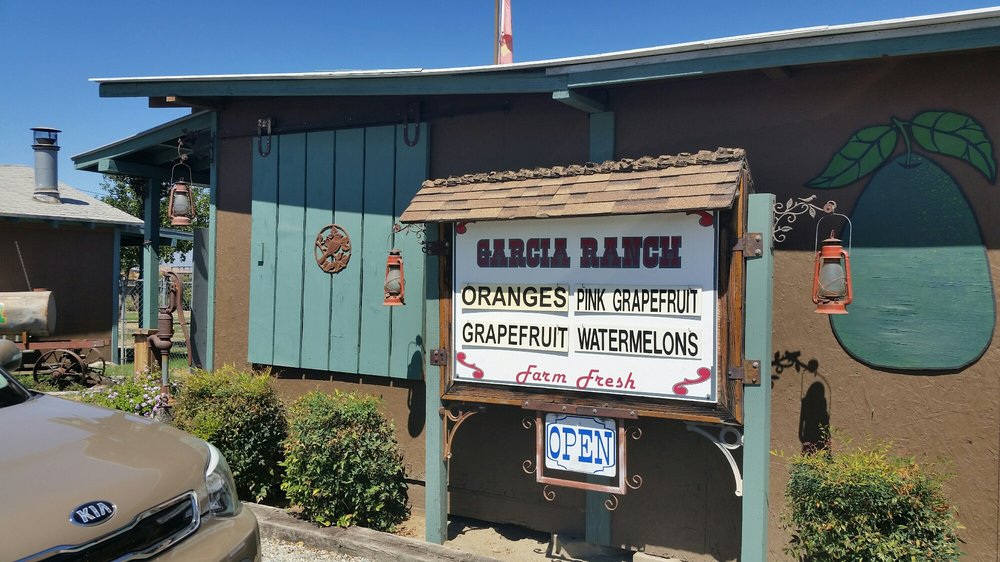 GARCIA RANCH
ORANGES PINK GRAPEFRUIT
GRAPEFRUIT WATERMELONS
Farm Fresh
OPEN
KIA